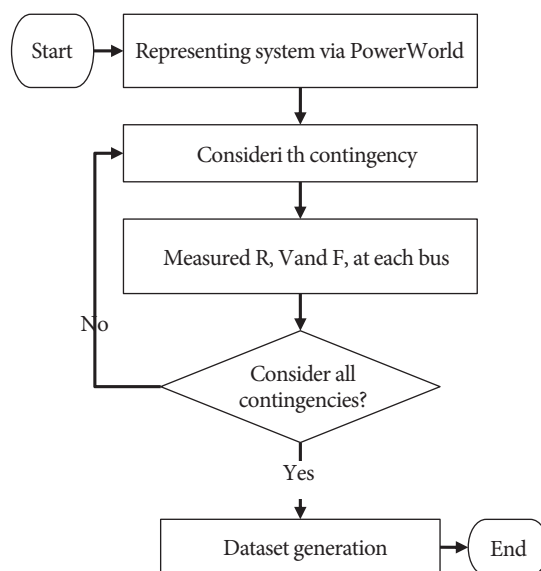 Start
Representing system via PowerWorld
Consideri th contingency
Measured R, Vand F, at each bus
No
Consider all
contingencies?
Yes
Dataset generation
End